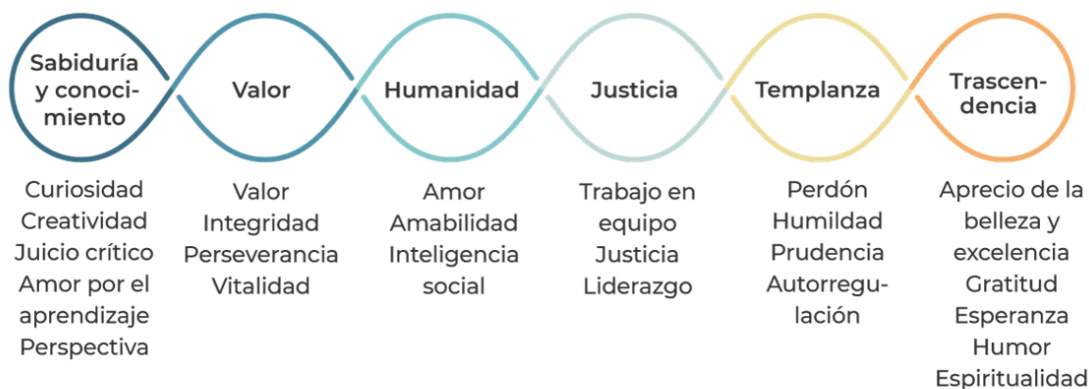 Sabiduría
y conoci-
miento
Valor
Humanidad
Justicia
Templanza
Trascen-
dencia
Curiosidad
Creatividad
Juicio crítico
Amor por el
aprendizaje
Perspectiva
Valor
Integridad
Perseverancia
Vitalidad
Amor
Amabilidad
Inteligencia
social
Trabajo en
equipo
Justicia
Liderazgo
Perdón
Humildad
Prudencia
Autorregu-
lación
Aprecio de la
belleza y
excelencia
Gratitud
Esperanza
Humor
Espiritualidad